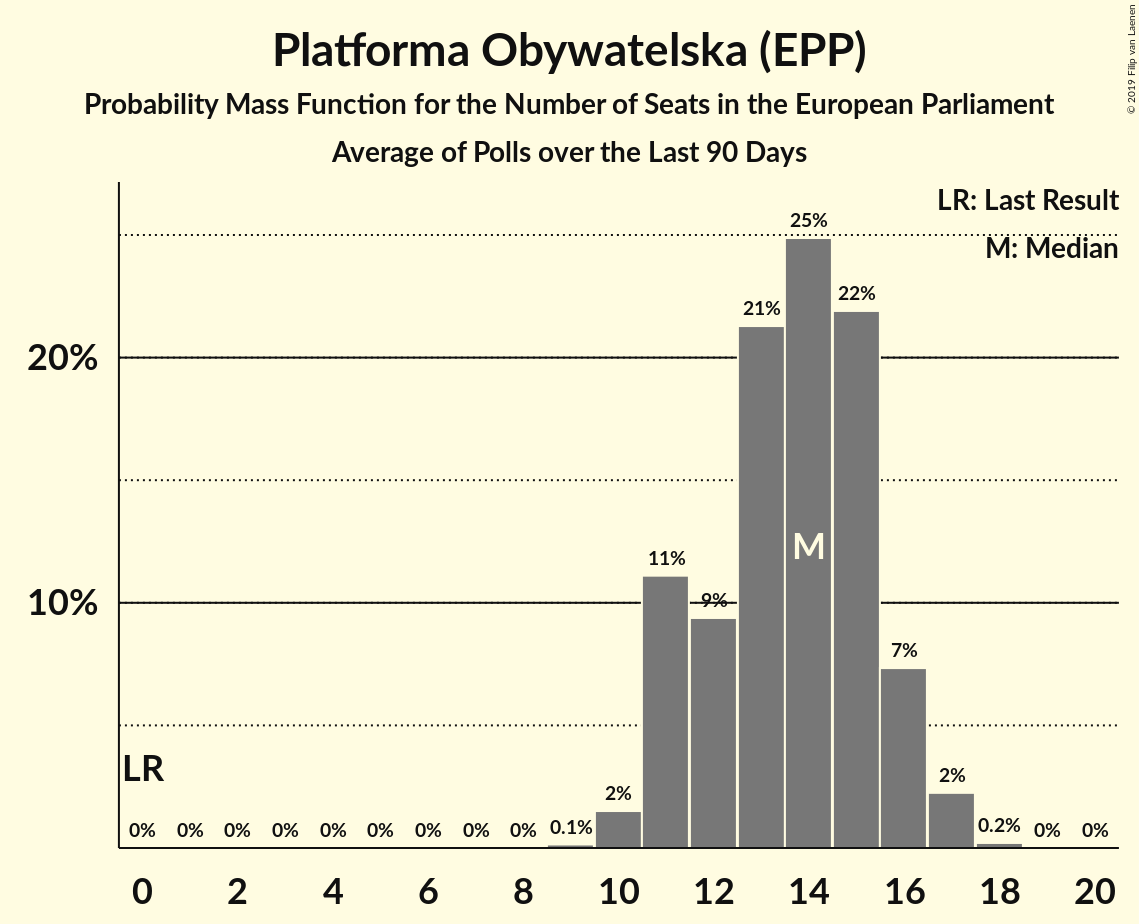 Platforma Obywatelska (EPP)
Probability Mass Function for the Number of Seats in the European Parliament
Average of Polls over the Last 90 Days
© 2019 Filip van Laenen
LR: Last Result
M: Median
25%
22%
21%
20%
M
11%
10%
9%
7%
LR
2%
2%
0% 0% 0% 0% 0% 0% 0% 0% 0% 0.1% 0.2% 0% 0%
0 2 4 6 8 10 12 14 16 18 20